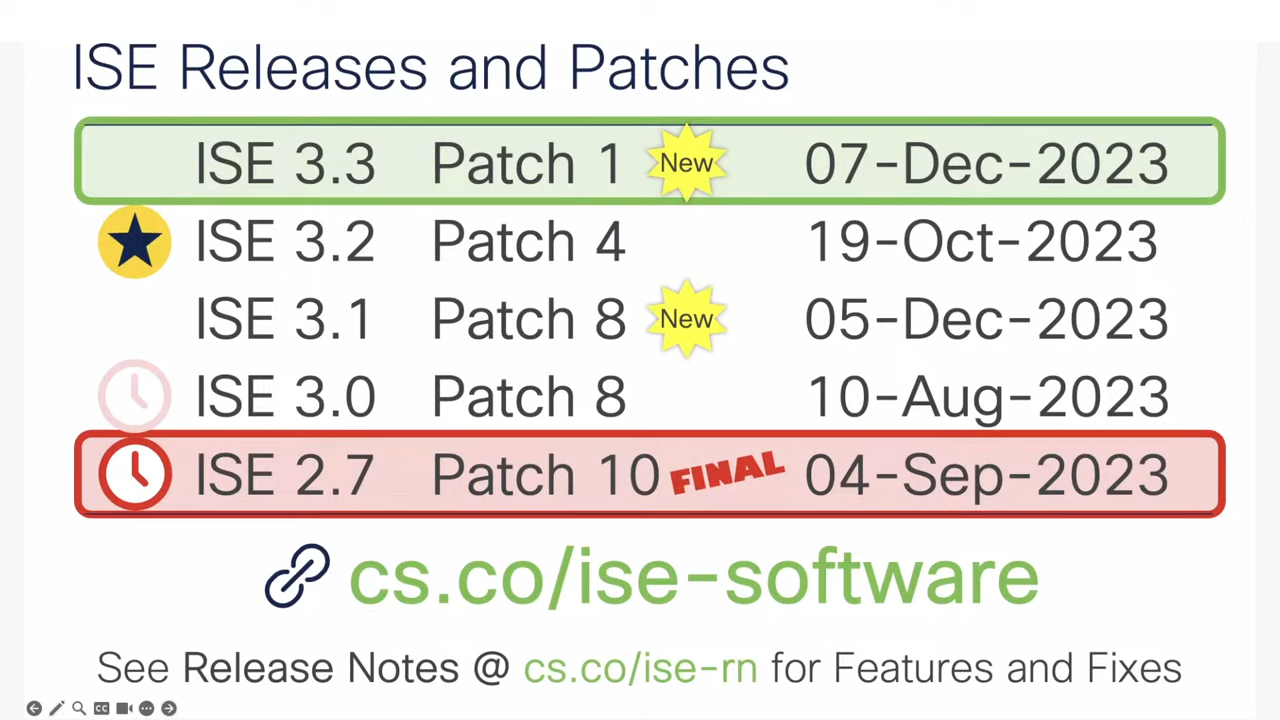 ISE Releases and Patches
ISE 3.3 Patch 1 New 07-Dec-2023
ISE 3.2 Patch 4 19-Oct-2023
ISE 3.1 Patch 8 New 05-Dec-2023
ISE 3.0 Patch 8 10-Aug-2023
ISE 2.7 Patch 10 FINAL 04-Sep-2023
cs.co/ise-software
See Release Notes @ cs.co/ise-rn for Features and Fixes
CC